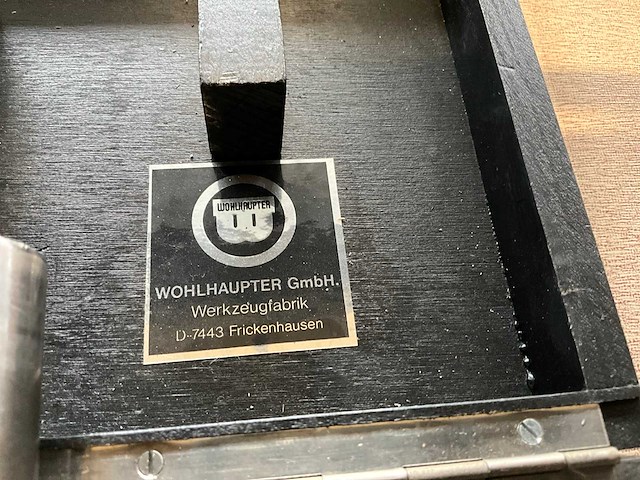 WOHLHAUPTER
WOHLHAUPTER GmbH.
Werkzeugfabrik
D-7443 Frickenhausen